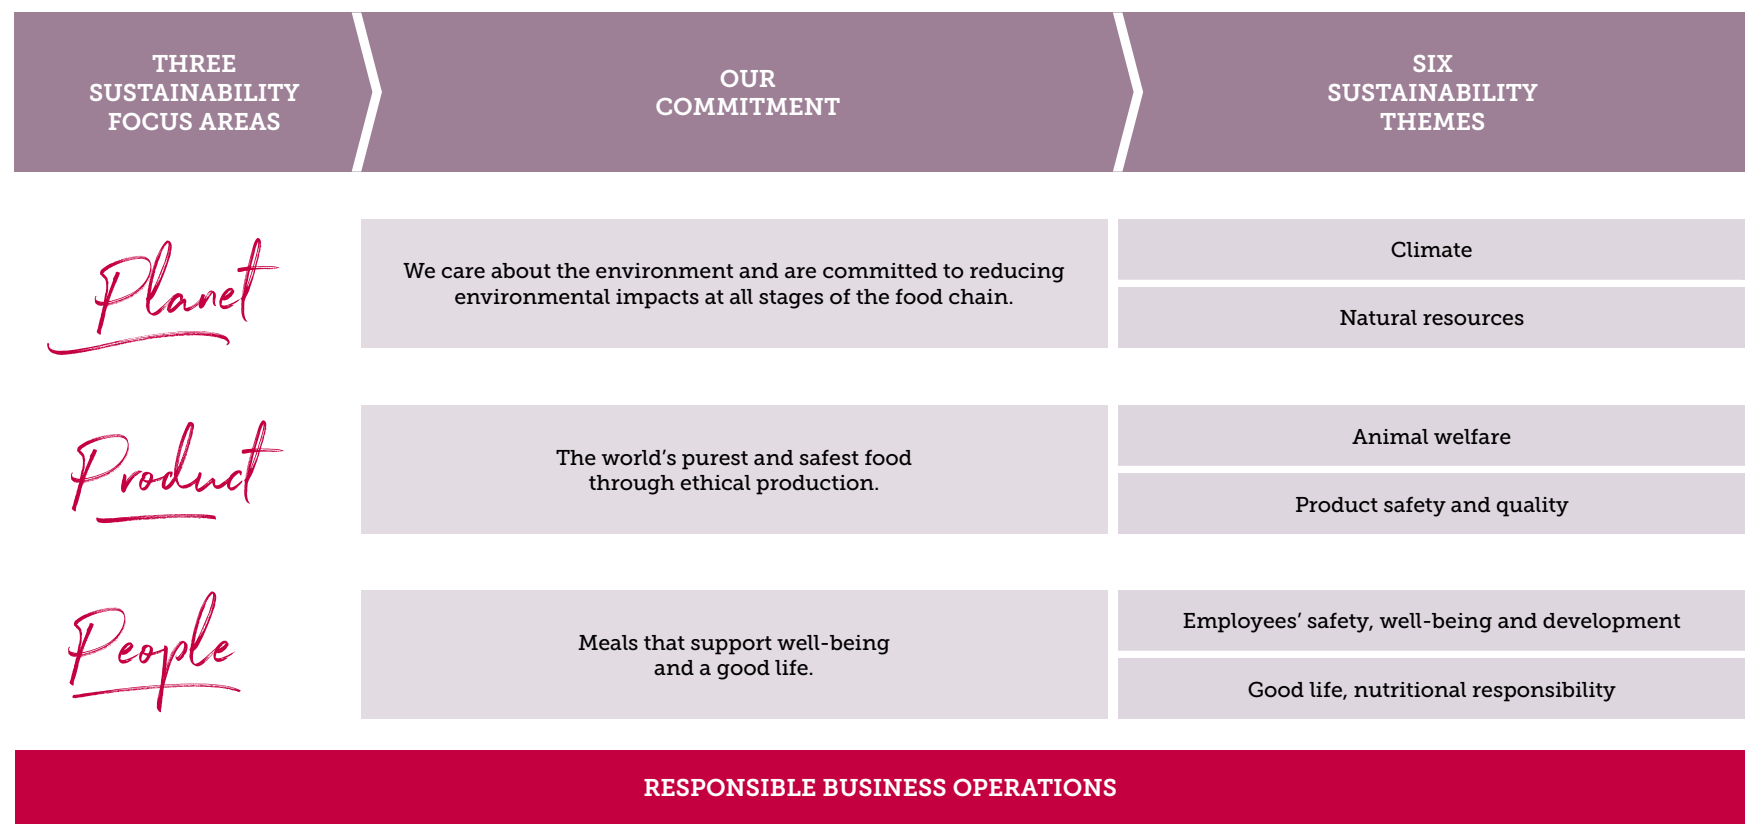 THREE
SUSTAINABILITY
FOCUS AREAS
OUR
COMMITMENT
SIX
SUSTAINABILITY
THEMES
Planet
We care about the environment and are committed to reducing
environmental impacts at all stages of the food chain.
Climate
Natural resources
Product
The world’s purest and safest food
through ethical production.
Animal welfare
Product safety and quality
People
Meals that support well-being
and a good life.
Employees’ safety, well-being and development
Good life, nutritional responsibility
RESPONSIBLE BUSINESS OPERATIONS